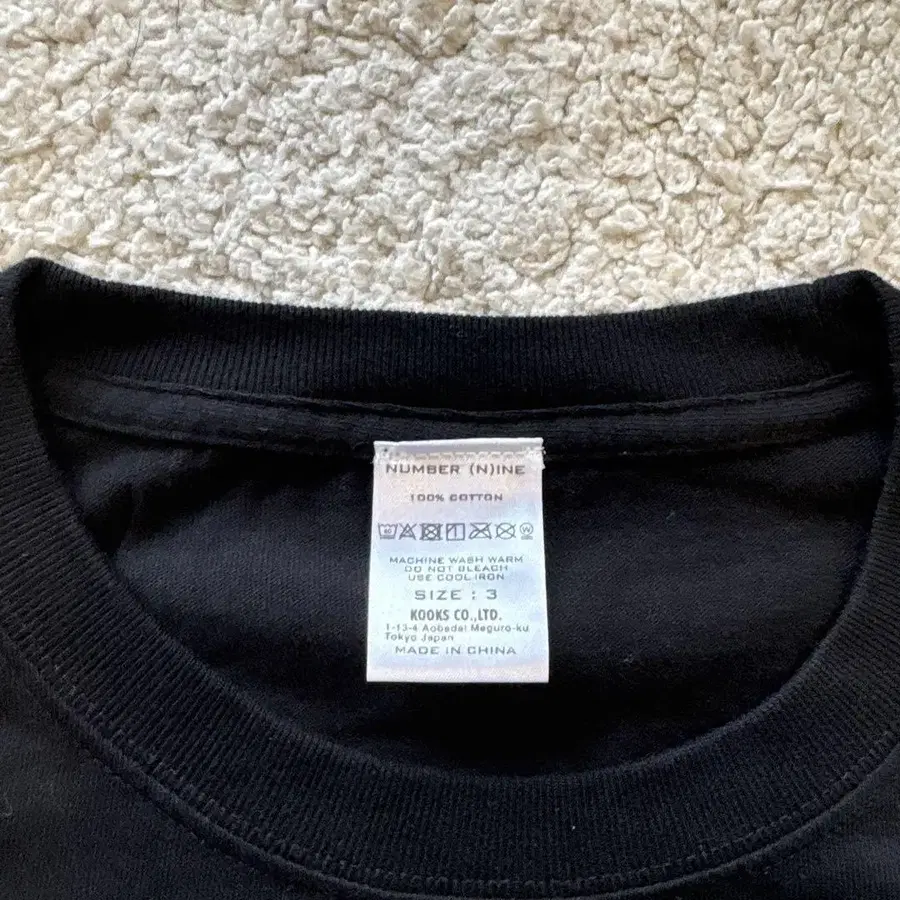 NUMBER (N)INE
100% COTTON
MACHINE WASH WARM
DO NOT BLEACH
USE COOL IRON
SIZE : 3
KOOKS CO.,LTD.
1-13-4 Aobadai Meguro-ku
Tokyo Japan
MADE IN CHINA